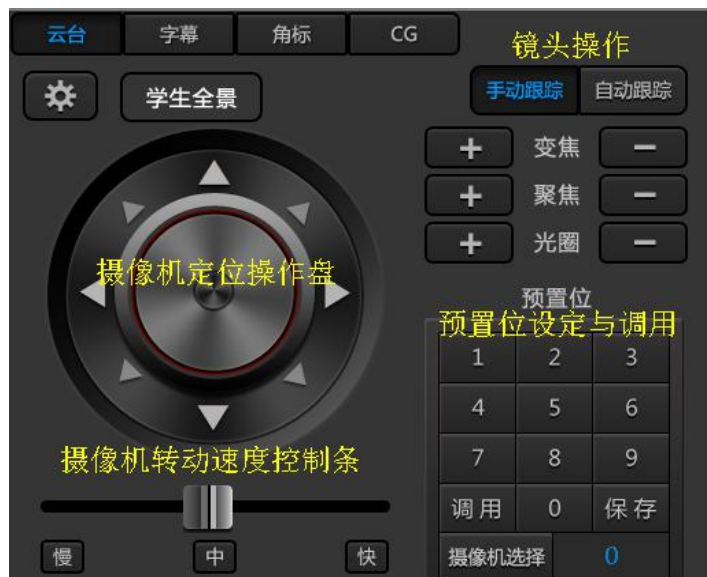 云台 字幕 角标 CG
镜头操作
学生全景
手动跟踪 自动跟踪
+ 变焦 −
+ 聚焦 −
+ 光圈 −
摄像机定位操作盘
预置位
预置位设定与调用
1 2 3
4 5 6
7 8 9
调用 0 保存
摄像机选择 0
摄像机转动速度控制条
慢 中 快